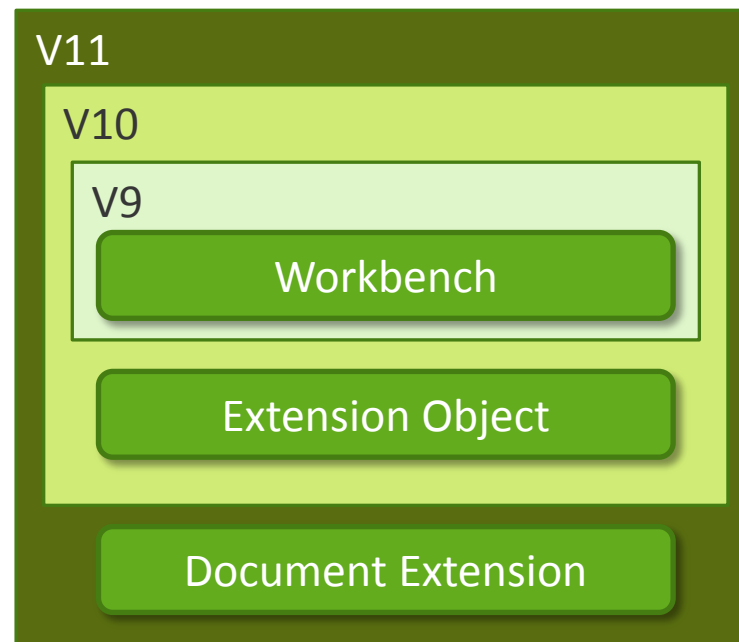 V11
V10
V9
Workbench
Extension Object
Document Extension